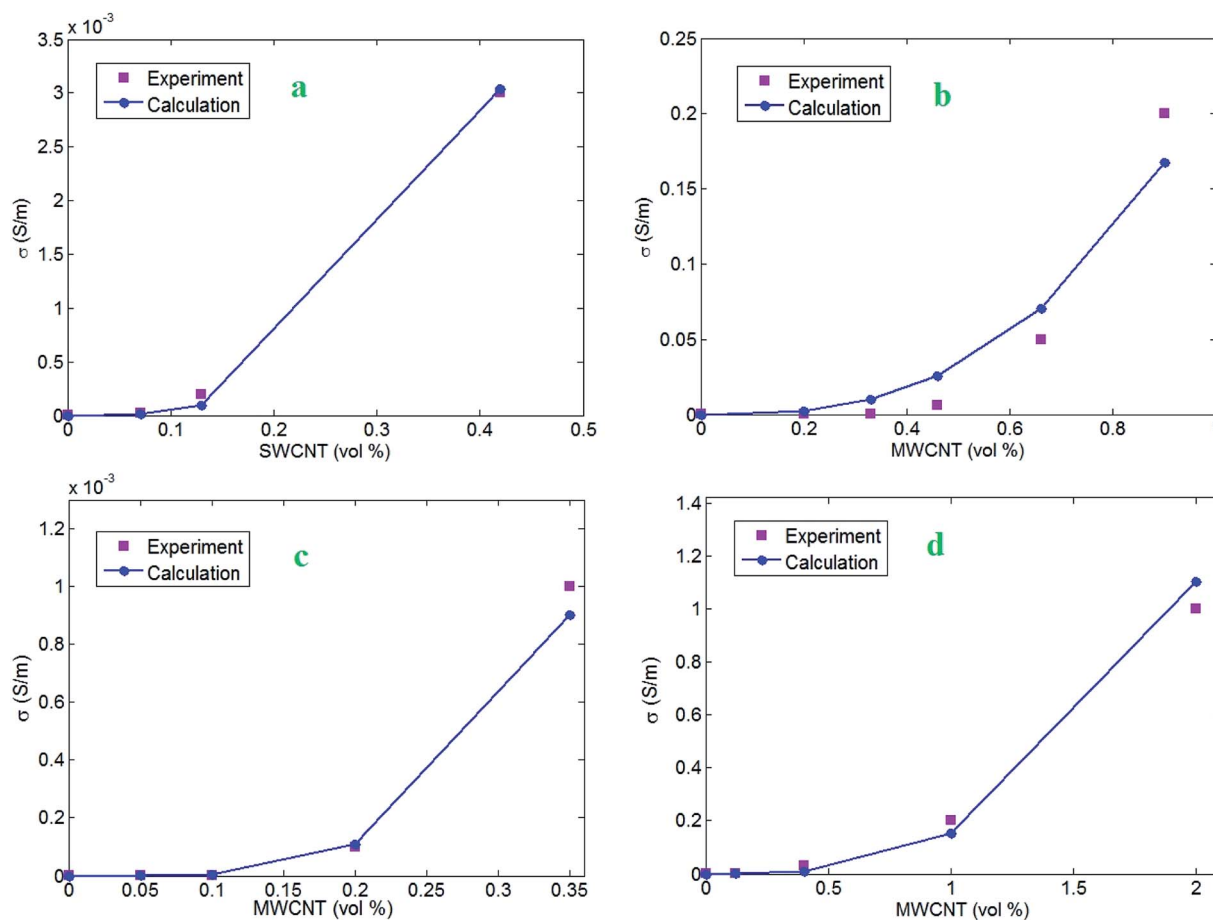 x 10⁻³
3.5
3
2.5
2
1.5
1
0.5
0
σ (S/m)
Experiment
Calculation
a
0 0.1 0.2 0.3 0.4 0.5
SWCNT (vol %)
0.25
0.2
0.15
0.1
0.05
0
σ (S/m)
Experiment
Calculation
b
0 0.2 0.4 0.6 0.8 1
MWCNT (vol %)
x 10⁻³
1.2
1
0.8
0.6
0.4
0.2
0
σ (S/m)
Experiment
Calculation
c
0 0.05 0.1 0.15 0.2 0.25 0.3 0.35
MWCNT (vol %)
1.4
1.2
1
0.8
0.6
0.4
0.2
0
σ (S/m)
Experiment
Calculation
d
0 0.5 1 1.5 2
MWCNT (vol %)